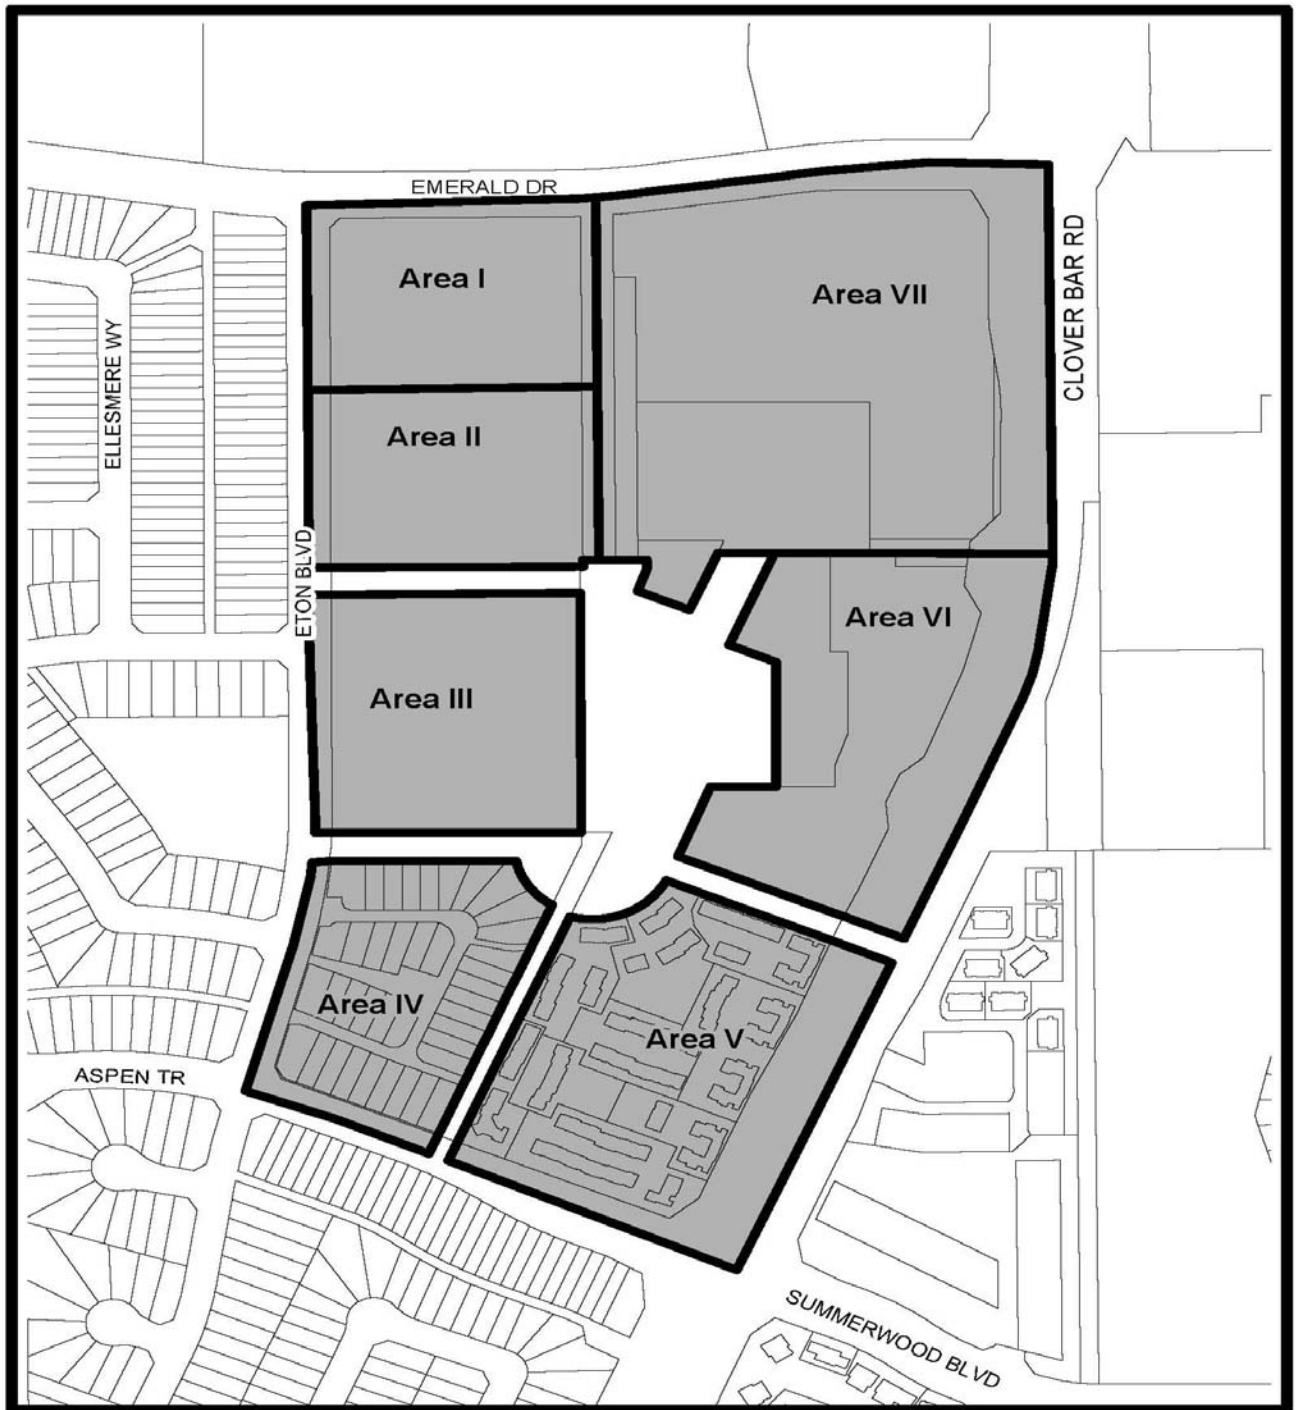 EMERALD DR
Area I
Area VII
CLOVER BAR RD
ELLESMERE WY
Area II
ETON BLVD
Area VI
Area III
Area IV
Area V
ASPEN TR
SUMMERWOOD BLVD